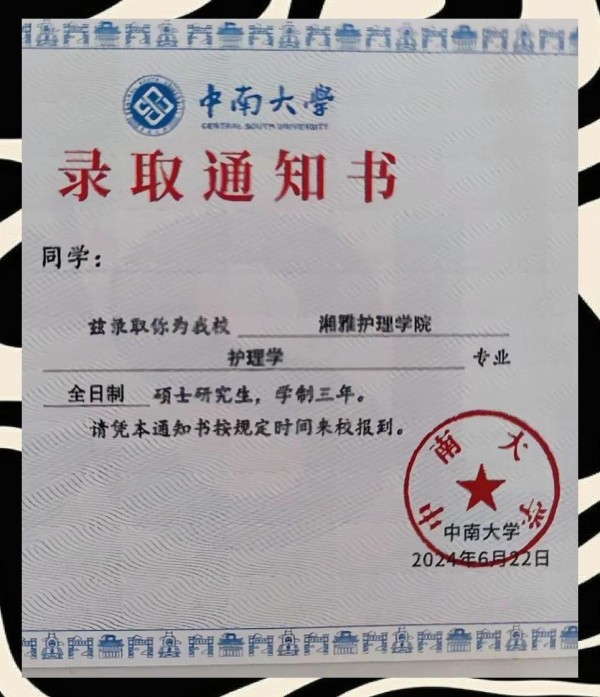 中南大学
CENTRAL SOUTH UNIVERSITY
录取通知书
同学：
兹录取你为我校 湘雅护理学院
护理学 专业
全日制 硕士研究生，学制三年。
请凭本通知书按规定时间来校报到。
中南大学
中南大学
2024年6月22日